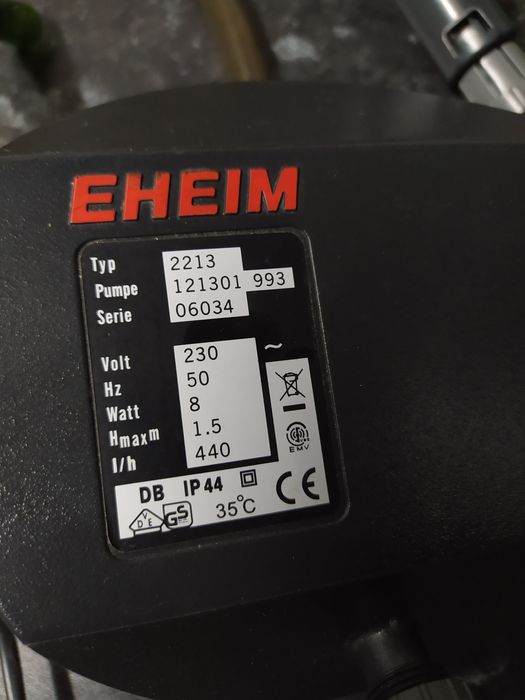 EHEIM
Typ 2213
Pumpe 121301 993
Serie 06034
Volt 230 ~
Hz 50
Watt 8
Hmaxm 1.5
l/h 440
EMV
DB IP44
35°C CE
VDE GS